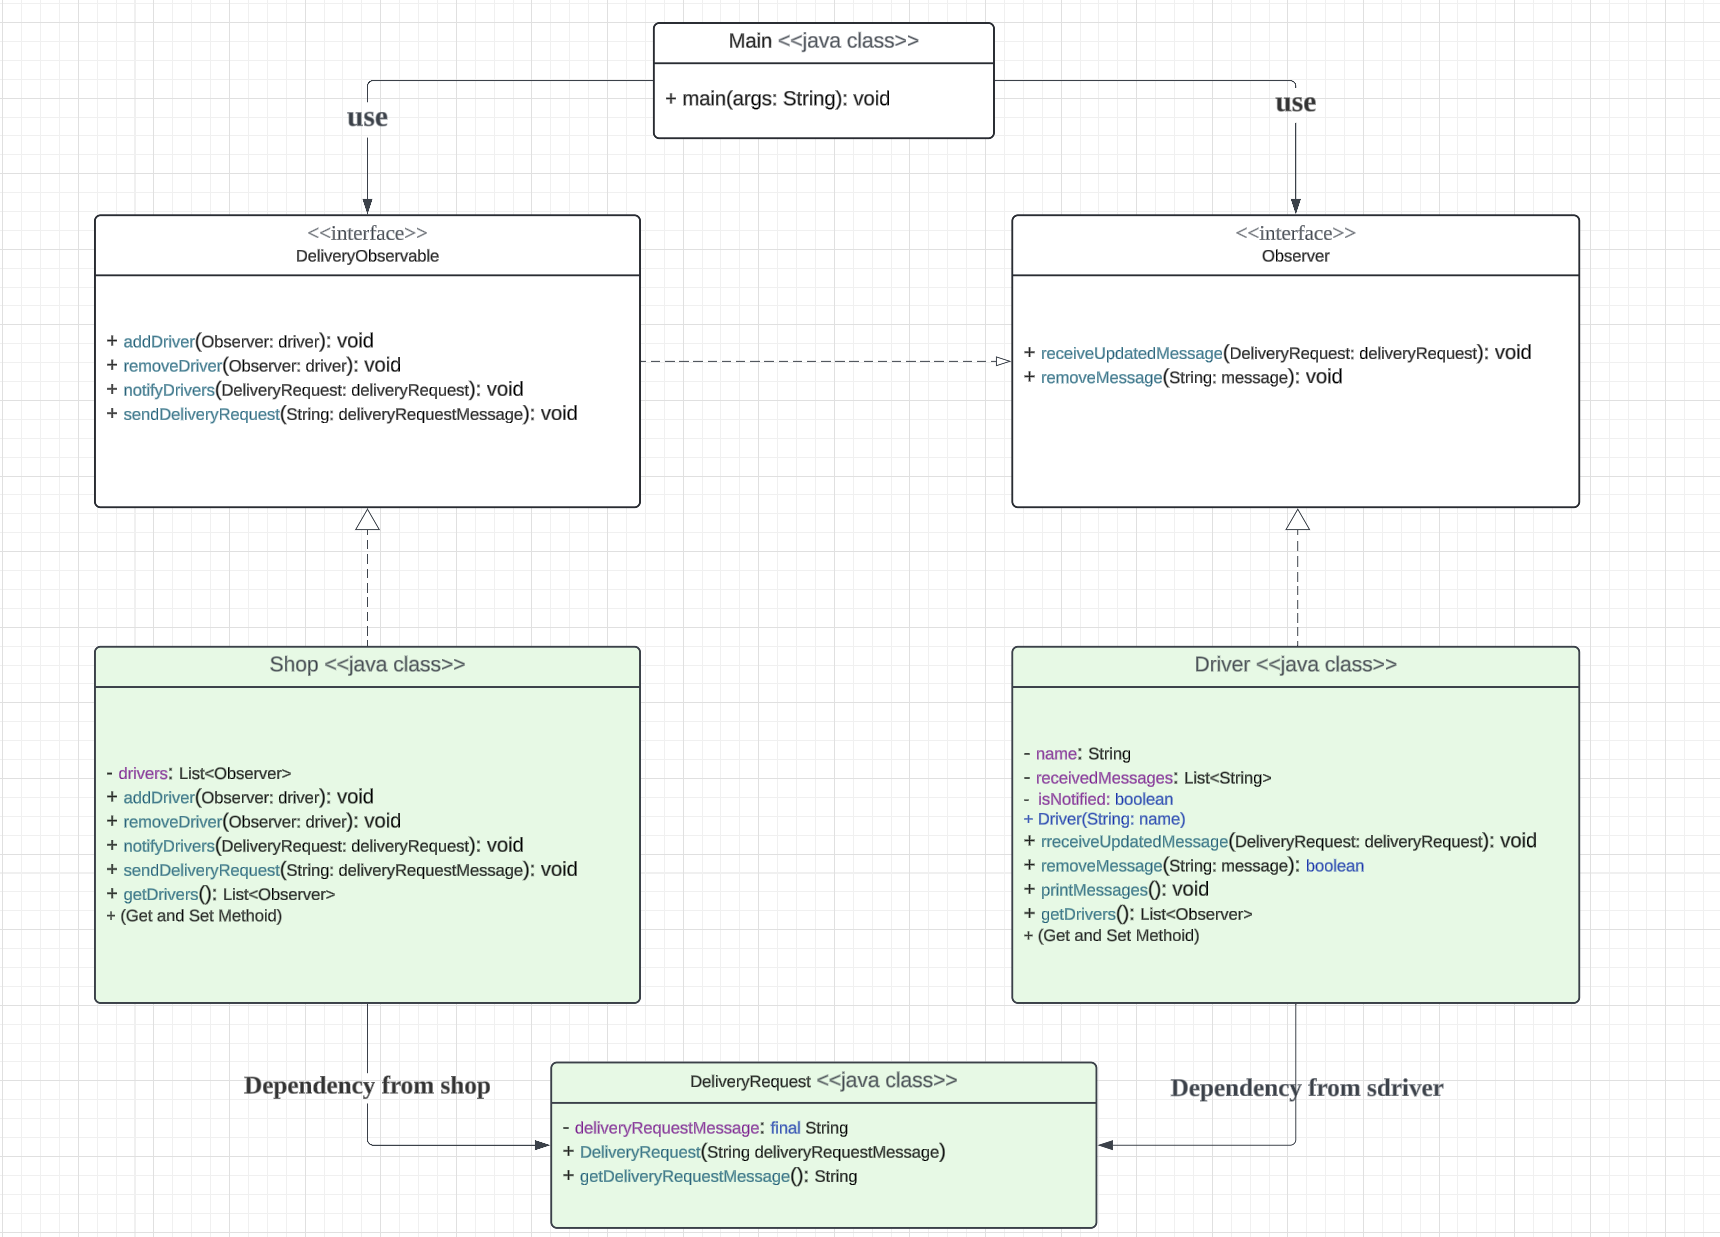 Main <<java class>>
+ main(args: String): void
use
use
<<interface>>
DeliveryObservable
+ addDriver(Observer: driver): void
+ removeDriver(Observer: driver): void
+ notifyDrivers(DeliveryRequest: deliveryRequest): void
+ sendDeliveryRequest(String: deliveryRequestMessage): void
<<interface>>
Observer
+ receiveUpdatedMessage(DeliveryRequest: deliveryRequest): void
+ removeMessage(String: message): void
Shop <<java class>>
- drivers: List<Observer>
+ addDriver(Observer: driver): void
+ removeDriver(Observer: driver): void
+ notifyDrivers(DeliveryRequest: deliveryRequest): void
+ sendDeliveryRequest(String: deliveryRequestMessage): void
+ getDrivers(): List<Observer>
+ (Get and Set Methoid)
Driver <<java class>>
- name: String
- receivedMessages: List<String>
- isNotified: boolean
+ Driver(String: name)
+ rreceiveUpdatedMessage(DeliveryRequest: deliveryRequest): void
+ removeMessage(String: message): boolean
+ printMessages(): void
+ getDrivers(): List<Observer>
+ (Get and Set Methoid)
Dependency from shop
Dependency from sdriver
DeliveryRequest <<java class>>
- deliveryRequestMessage: final String
+ DeliveryRequest(String deliveryRequestMessage)
+ getDeliveryRequestMessage(): String